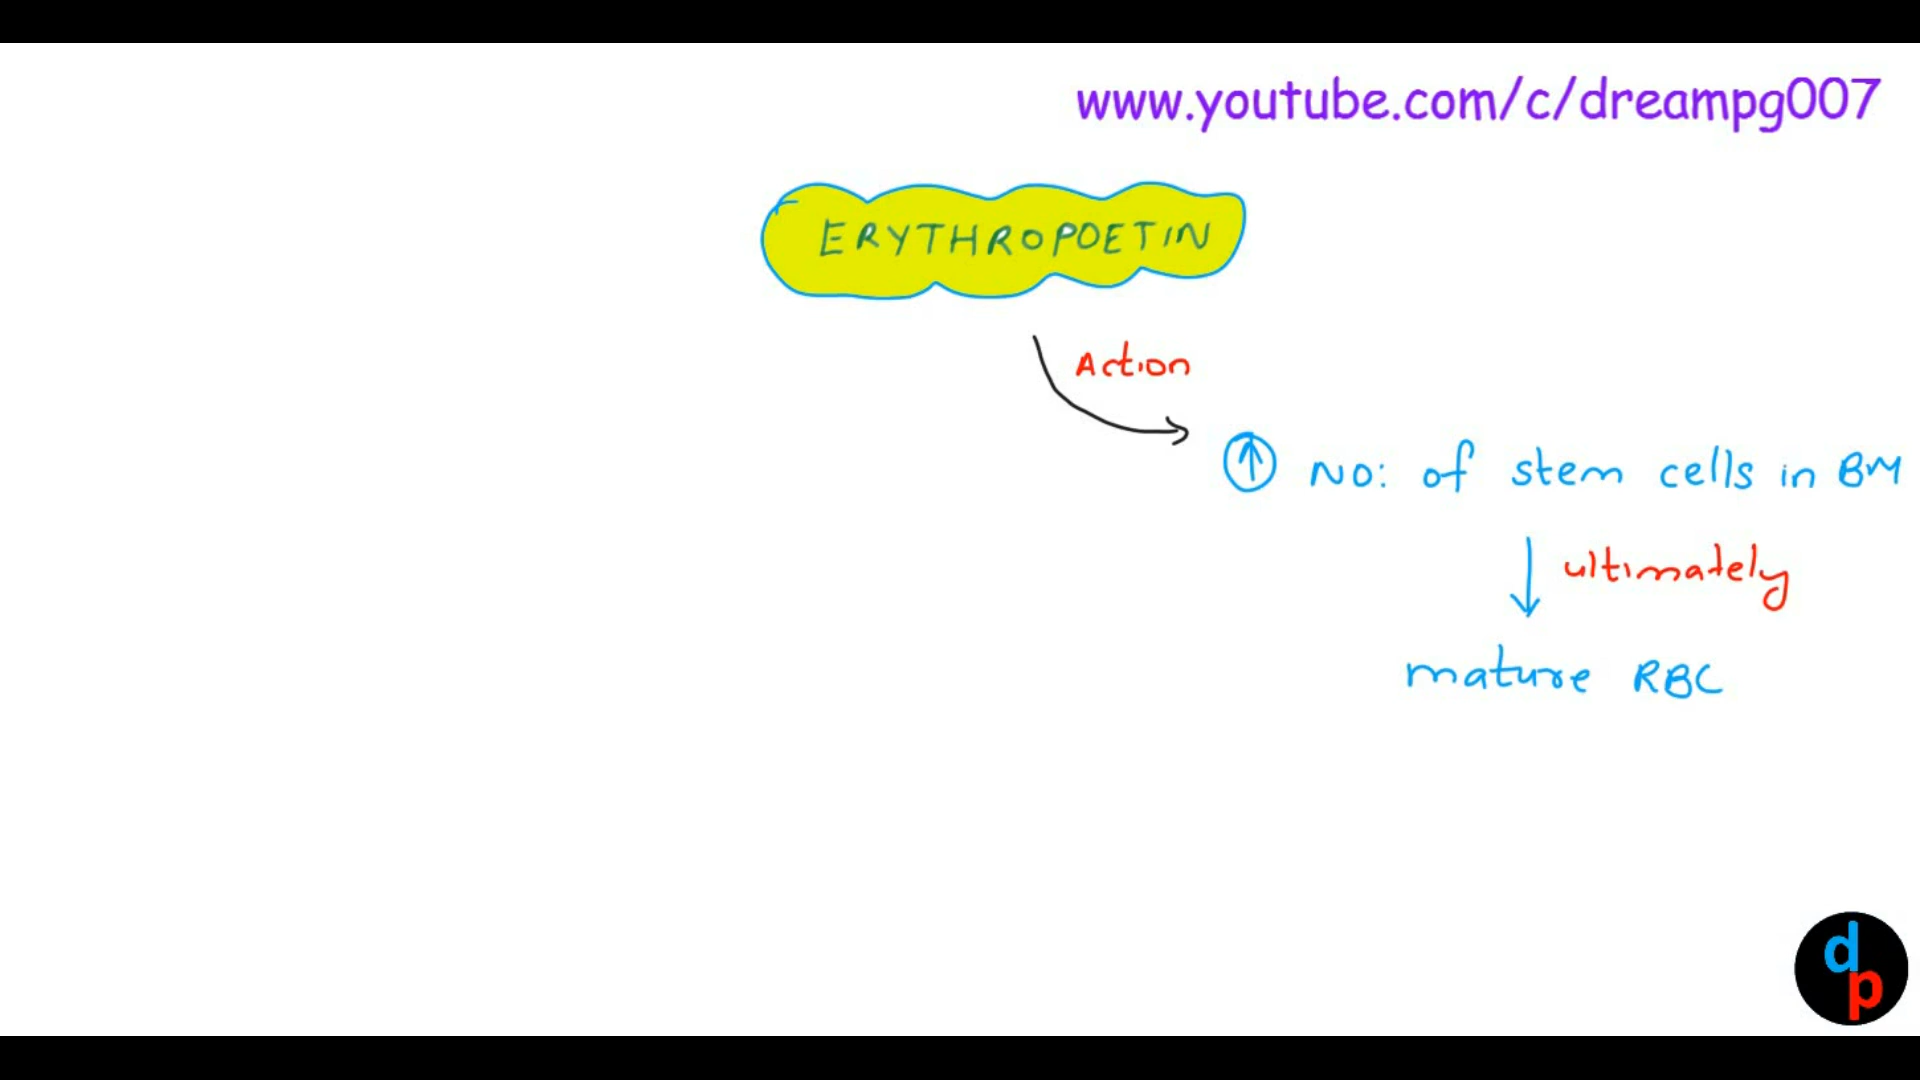 www.youtube.com/c/dreampg007
ERYTHROPOETIN
Action
↑ NO: of stem cells in BM
↓ ultimately
mature RBC
dp